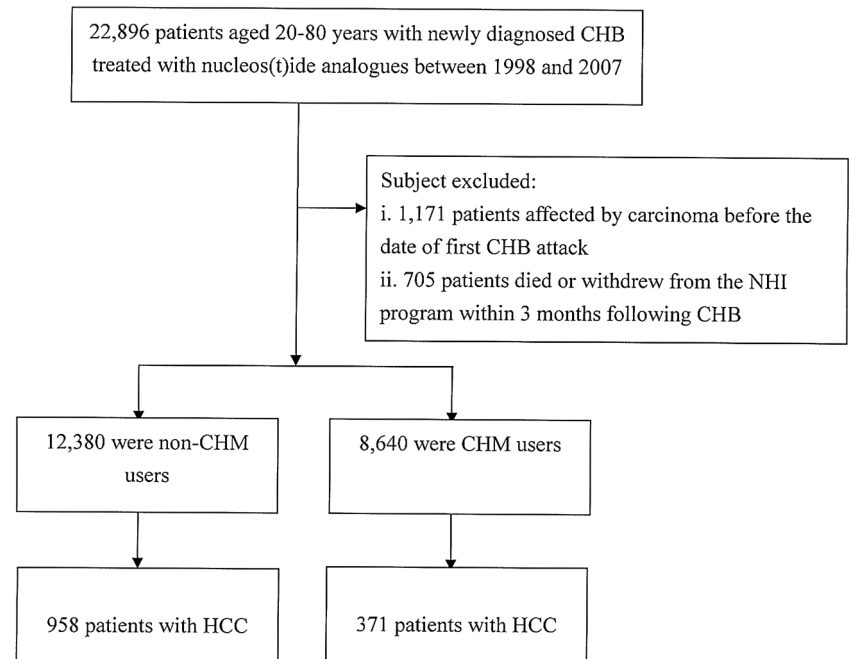 22,896 patients aged 20-80 years with newly diagnosed CHB
treated with nucleos(t)ide analogues between 1998 and 2007
Subject excluded:
i. 1,171 patients affected by carcinoma before the
date of first CHB attack
ii. 705 patients died or withdrew from the NHI
program within 3 months following CHB
12,380 were non-CHM
users
8,640 were CHM users
958 patients with HCC
371 patients with HCC